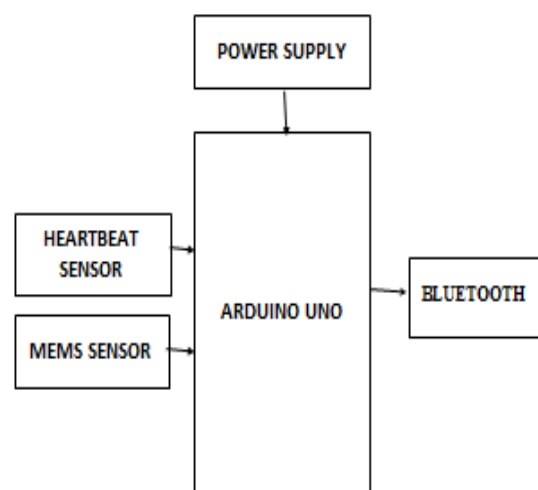 POWER SUPPLY
HEARTBEAT
SENSOR
MEMS SENSOR
ARDUINO UNO
BLUETOOTH